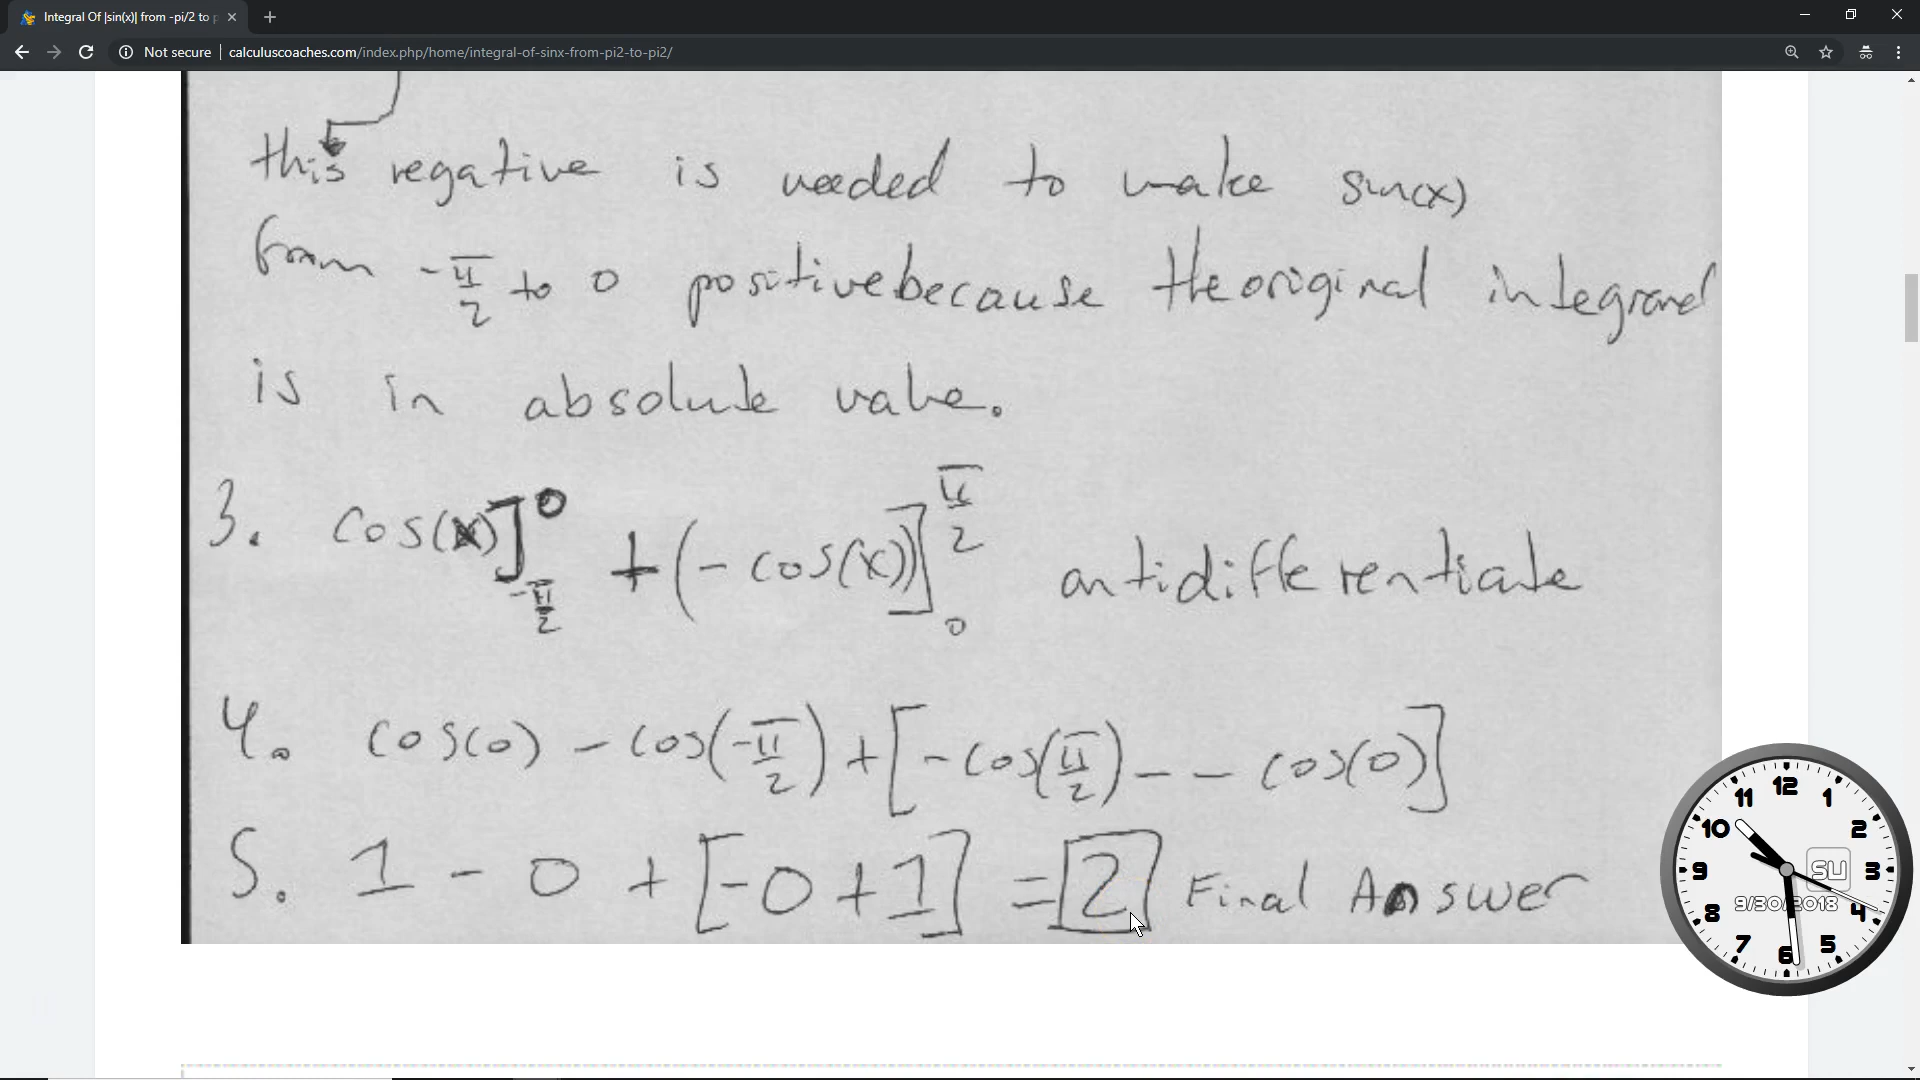 Integral Of |sin(x)| from -pi/2 to p
Not secure | calculuscoaches.com/index.php/home/integral-of-sinx-from-pi2-to-pi2/
this negative is needed to make sin(x)
from -π/2 to 0 positive because the original integrand
is in absolute value.
3. cos(x)]_{-π/2}^{0} + (-cos(x))]_{0}^{π/2} antidifferentiate
4. cos(0) - cos(-π/2) + [-cos(π/2) - - cos(0)]
5. 1 - 0 + [-0 + 1] = 2 Final Answer
12
11 1
10 2
9 SU 3
9/30/2018
8 4
7 5
6